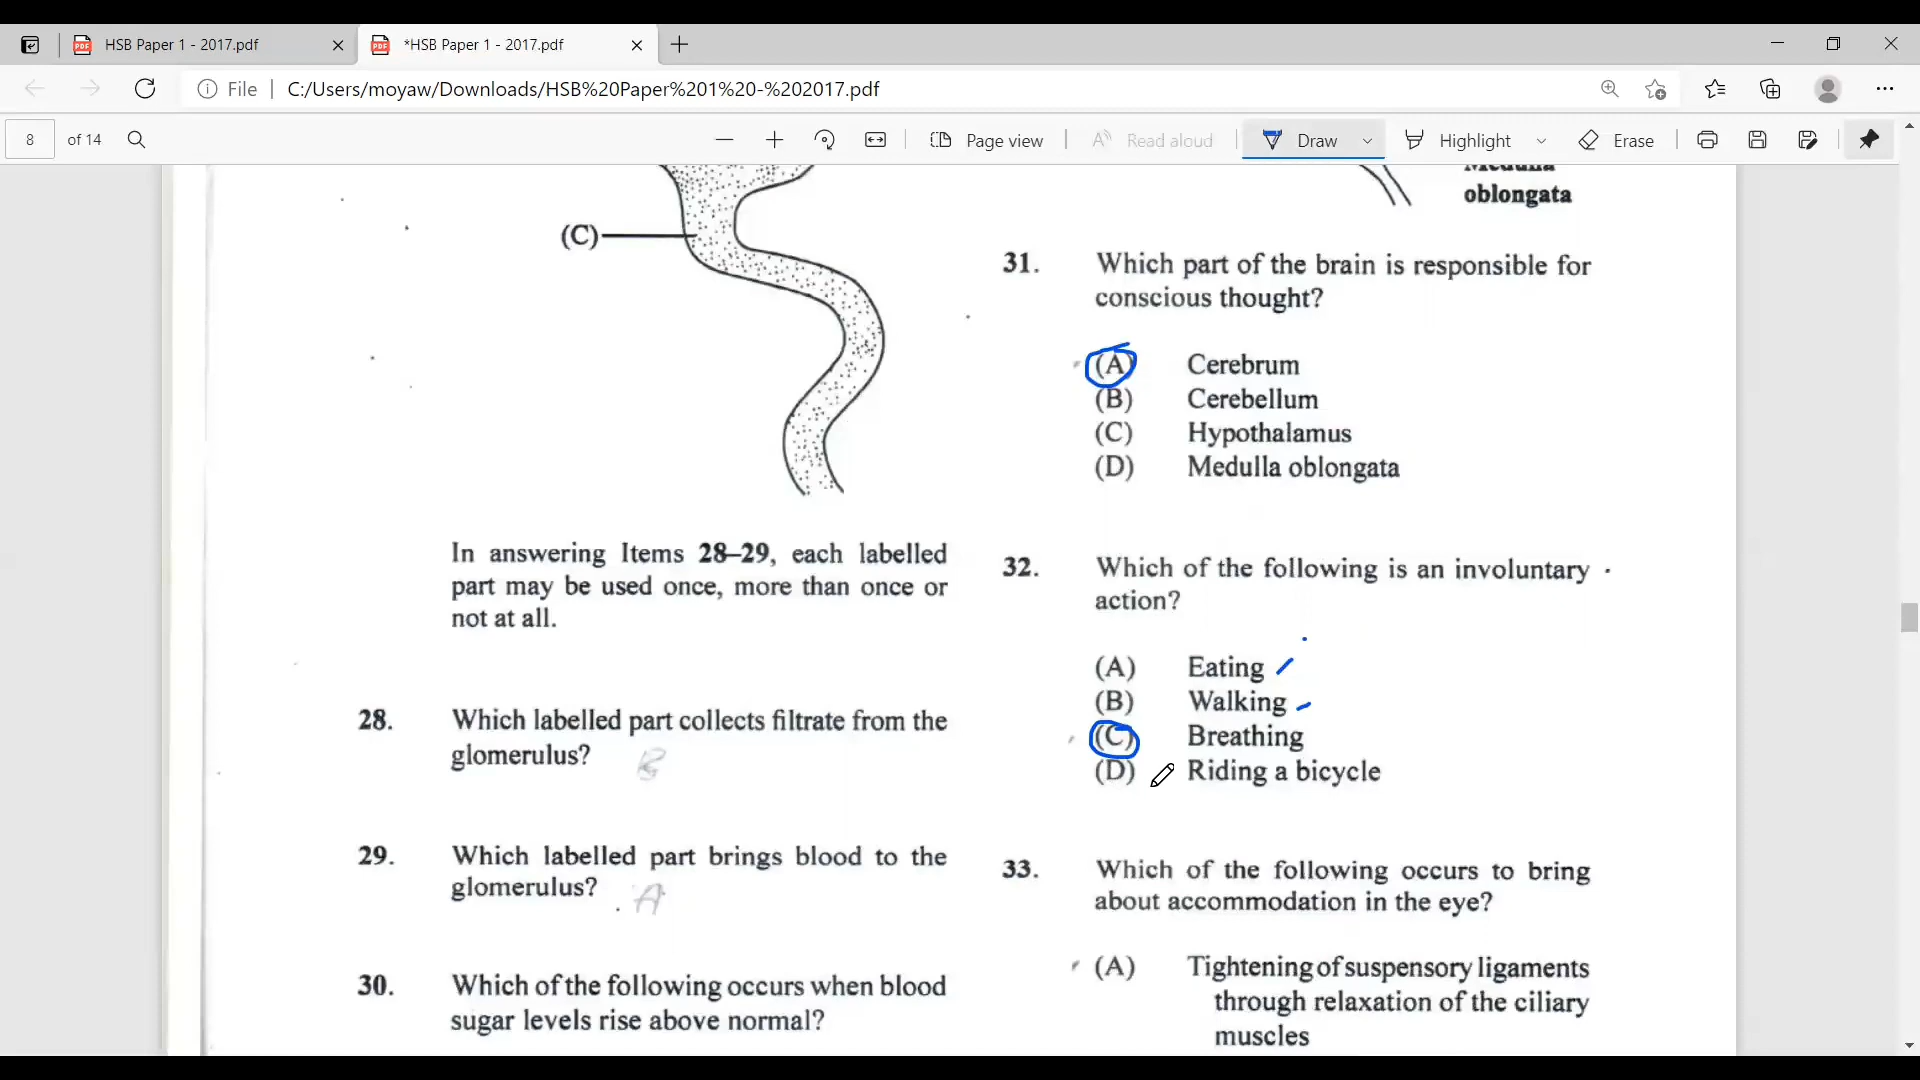 HSB Paper 1 - 2017.pdf
*HSB Paper 1 - 2017.pdf
File
C:/Users/moyaw/Downloads/HSB%20Paper%201%20-%202017.pdf
8 of 14
Page view
Read aloud
Draw
Highlight
Erase
(C)
In answering Items 28–29, each labelled
part may be used once, more than once or
not at all.
28. Which labelled part collects filtrate from the
glomerulus? B
29. Which labelled part brings blood to the
glomerulus? A
30. Which of the following occurs when blood
sugar levels rise above normal?
Medulla
oblongata
31. Which part of the brain is responsible for
conscious thought?
(A) Cerebrum
(B) Cerebellum
(C) Hypothalamus
(D) Medulla oblongata
32. Which of the following is an involuntary
action?
(A) Eating
(B) Walking
(C) Breathing
(D) Riding a bicycle
33. Which of the following occurs to bring
about accommodation in the eye?
(A) Tightening of suspensory ligaments
through relaxation of the ciliary
muscles